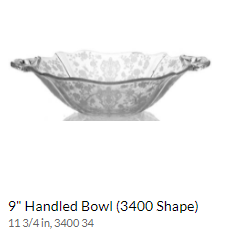 9" Handled Bowl (3400 Shape)
11 3/4 in, 3400 34